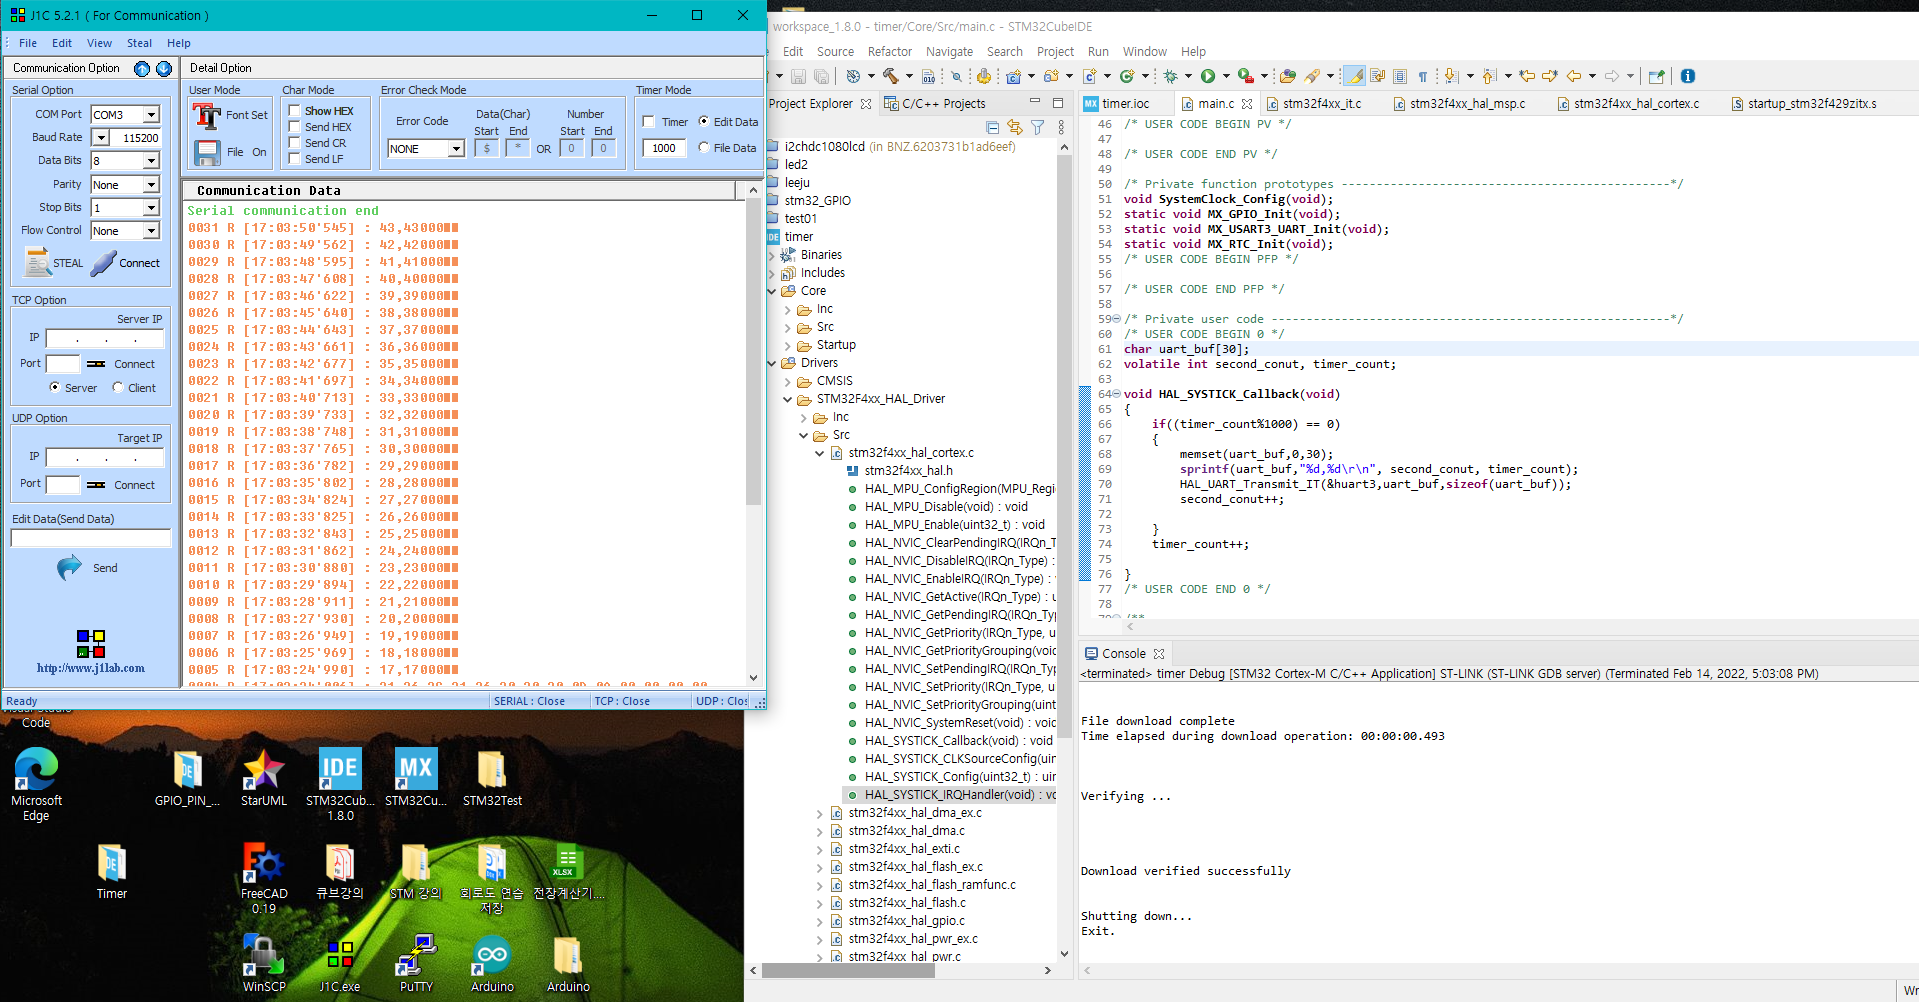 J1C 5.2.1 ( For Communication )
File Edit View Steal Help
Communication Option
Detail Option
Serial Option
COM Port COM3
Baud Rate 115200
Data Bits 8
Parity None
Stop Bits 1
Flow Control None
STEAL Connect
TCP Option
Server IP
IP . . .
Port Connect
Server Client
UDP Option
Target IP
IP . . .
Port Connect
Edit Data(Send Data)
Send
http://www.j1lab.com
User Mode
Font Set
File On
Char Mode
Show HEX
Send HEX
Send CR
Send LF
Error Check Mode
Error Code
NONE
Data(Char)
Start End
$ *
OR
Number
Start End
0 0
Timer Mode
Timer Edit Data
1000 File Data
Communication Data
Serial communication end
0031 R [17:03:50'545] : 43,43000
0030 R [17:03:49'562] : 42,42000
0029 R [17:03:48'595] : 41,41000
0028 R [17:03:47'608] : 40,40000
0027 R [17:03:46'622] : 39,39000
0026 R [17:03:45'640] : 38,38000
0025 R [17:03:44'643] : 37,37000
0024 R [17:03:43'661] : 36,36000
0023 R [17:03:42'677] : 35,35000
0022 R [17:03:41'697] : 34,34000
0021 R [17:03:40'713] : 33,33000
0020 R [17:03:39'733] : 32,32000
0019 R [17:03:38'748] : 31,31000
0018 R [17:03:37'765] : 30,30000
0017 R [17:03:36'782] : 29,29000
0016 R [17:03:35'802] : 28,28000
0015 R [17:03:34'824] : 27,27000
0014 R [17:03:33'825] : 26,26000
0013 R [17:03:32'843] : 25,25000
0012 R [17:03:31'862] : 24,24000
0011 R [17:03:30'880] : 23,23000
0010 R [17:03:29'894] : 22,22000
0009 R [17:03:28'911] : 21,21000
0008 R [17:03:27'930] : 20,20000
0007 R [17:03:26'949] : 19,19000
0006 R [17:03:25'969] : 18,18000
0005 R [17:03:24'990] : 17,17000
Ready SERIAL : Close TCP : Close UDP : Clos
Code
Microsoft Edge
GPIO_PIN_...
StarUML
STM32Cub... 1.8.0
STM32Cu...
STM32Test
Timer
FreeCAD 0.19
큐브강의
STM 강의
회로도 연습 저장
전장계산기....
WinSCP
J1C.exe
PuTTY
Arduino
Arduino
workspace_1.8.0 - timer/Core/Src/main.c - STM32CubeIDE
Edit Source Refactor Navigate Search Project Run Window Help
Project Explorer
C/C++ Projects
i2chdc1080lcd (in BNZ.6203731b1ad6eef)
led2
leeju
stm32_GPIO
test01
timer
Binaries
Includes
Core
Inc
Src
Startup
Drivers
CMSIS
STM32F4xx_HAL_Driver
Inc
Src
stm32f4xx_hal_cortex.c
stm32f4xx_hal.h
HAL_MPU_ConfigRegion(MPU_Regi
HAL_MPU_Disable(void) : void
HAL_MPU_Enable(uint32_t) : void
HAL_NVIC_ClearPendingIRQ(IRQn_T
HAL_NVIC_DisableIRQ(IRQn_Type) :
HAL_NVIC_EnableIRQ(IRQn_Type) :
HAL_NVIC_GetActive(IRQn_Type) : u
HAL_NVIC_GetPendingIRQ(IRQn_Typ
HAL_NVIC_GetPriority(IRQn_Type, u
HAL_NVIC_GetPriorityGrouping(voic
HAL_NVIC_SetPendingIRQ(IRQn_Typ
HAL_NVIC_SetPriority(IRQn_Type, u
HAL_NVIC_SetPriorityGrouping(uint
HAL_NVIC_SystemReset(void) : voic
HAL_SYSTICK_Callback(void) : void
HAL_SYSTICK_CLKSourceConfig(uir
HAL_SYSTICK_Config(uint32_t) : uir
HAL_SYSTICK_IRQHandler(void) : vo
stm32f4xx_hal_dma_ex.c
stm32f4xx_hal_dma.c
stm32f4xx_hal_exti.c
stm32f4xx_hal_flash_ex.c
stm32f4xx_hal_flash_ramfunc.c
stm32f4xx_hal_flash.c
stm32f4xx_hal_gpio.c
stm32f4xx_hal_pwr_ex.c
stm32f4xx_hal_pwr.c
timer.ioc
main.c
stm32f4xx_it.c
stm32f4xx_hal_msp.c
stm32f4xx_hal_cortex.c
startup_stm32f429zitx.s
46 /* USER CODE BEGIN PV */
47
48 /* USER CODE END PV */
49
50 /* Private function prototypes -----------------------------------------------*/
51 void SystemClock_Config(void);
52 static void MX_GPIO_Init(void);
53 static void MX_USART3_UART_Init(void);
54 static void MX_RTC_Init(void);
55 /* USER CODE BEGIN PFP */
56
57 /* USER CODE END PFP */
58
59 /* Private user code ---------------------------------------------------------*/
60 /* USER CODE BEGIN 0 */
61 char uart_buf[30];
62 volatile int second_conut, timer_count;
63
64 void HAL_SYSTICK_Callback(void)
65 {
66 if((timer_count%1000) == 0)
67 {
68 memset(uart_buf,0,30);
69 sprintf(uart_buf,"%d,%d\r\n", second_conut, timer_count);
70 HAL_UART_Transmit_IT(&huart3,uart_buf,sizeof(uart_buf));
71 second_conut++;
72
73 }
74 timer_count++;
75
76 }
77 /* USER CODE END 0 */
78
Console
<terminated> timer Debug [STM32 Cortex-M C/C++ Application] ST-LINK (ST-LINK GDB server) (Terminated Feb 14, 2022, 5:03:08 PM)
File download complete
Time elapsed during download operation: 00:00:00.493
Verifying ...
Download verified successfully
Shutting down...
Exit.
Wr